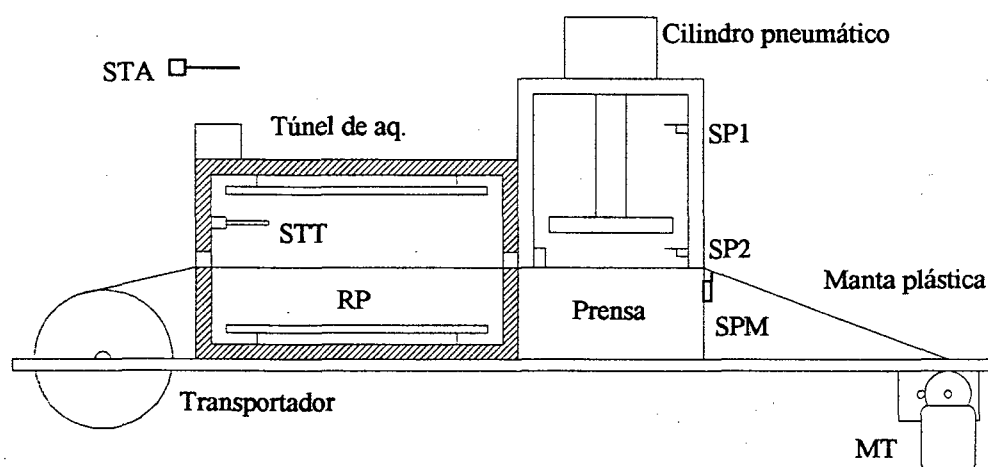 Cilindro pneumático
STA
Túnel de aq.
SP1
STT
SP2
Manta plástica
RP
Prensa
SPM
Transportador
MT